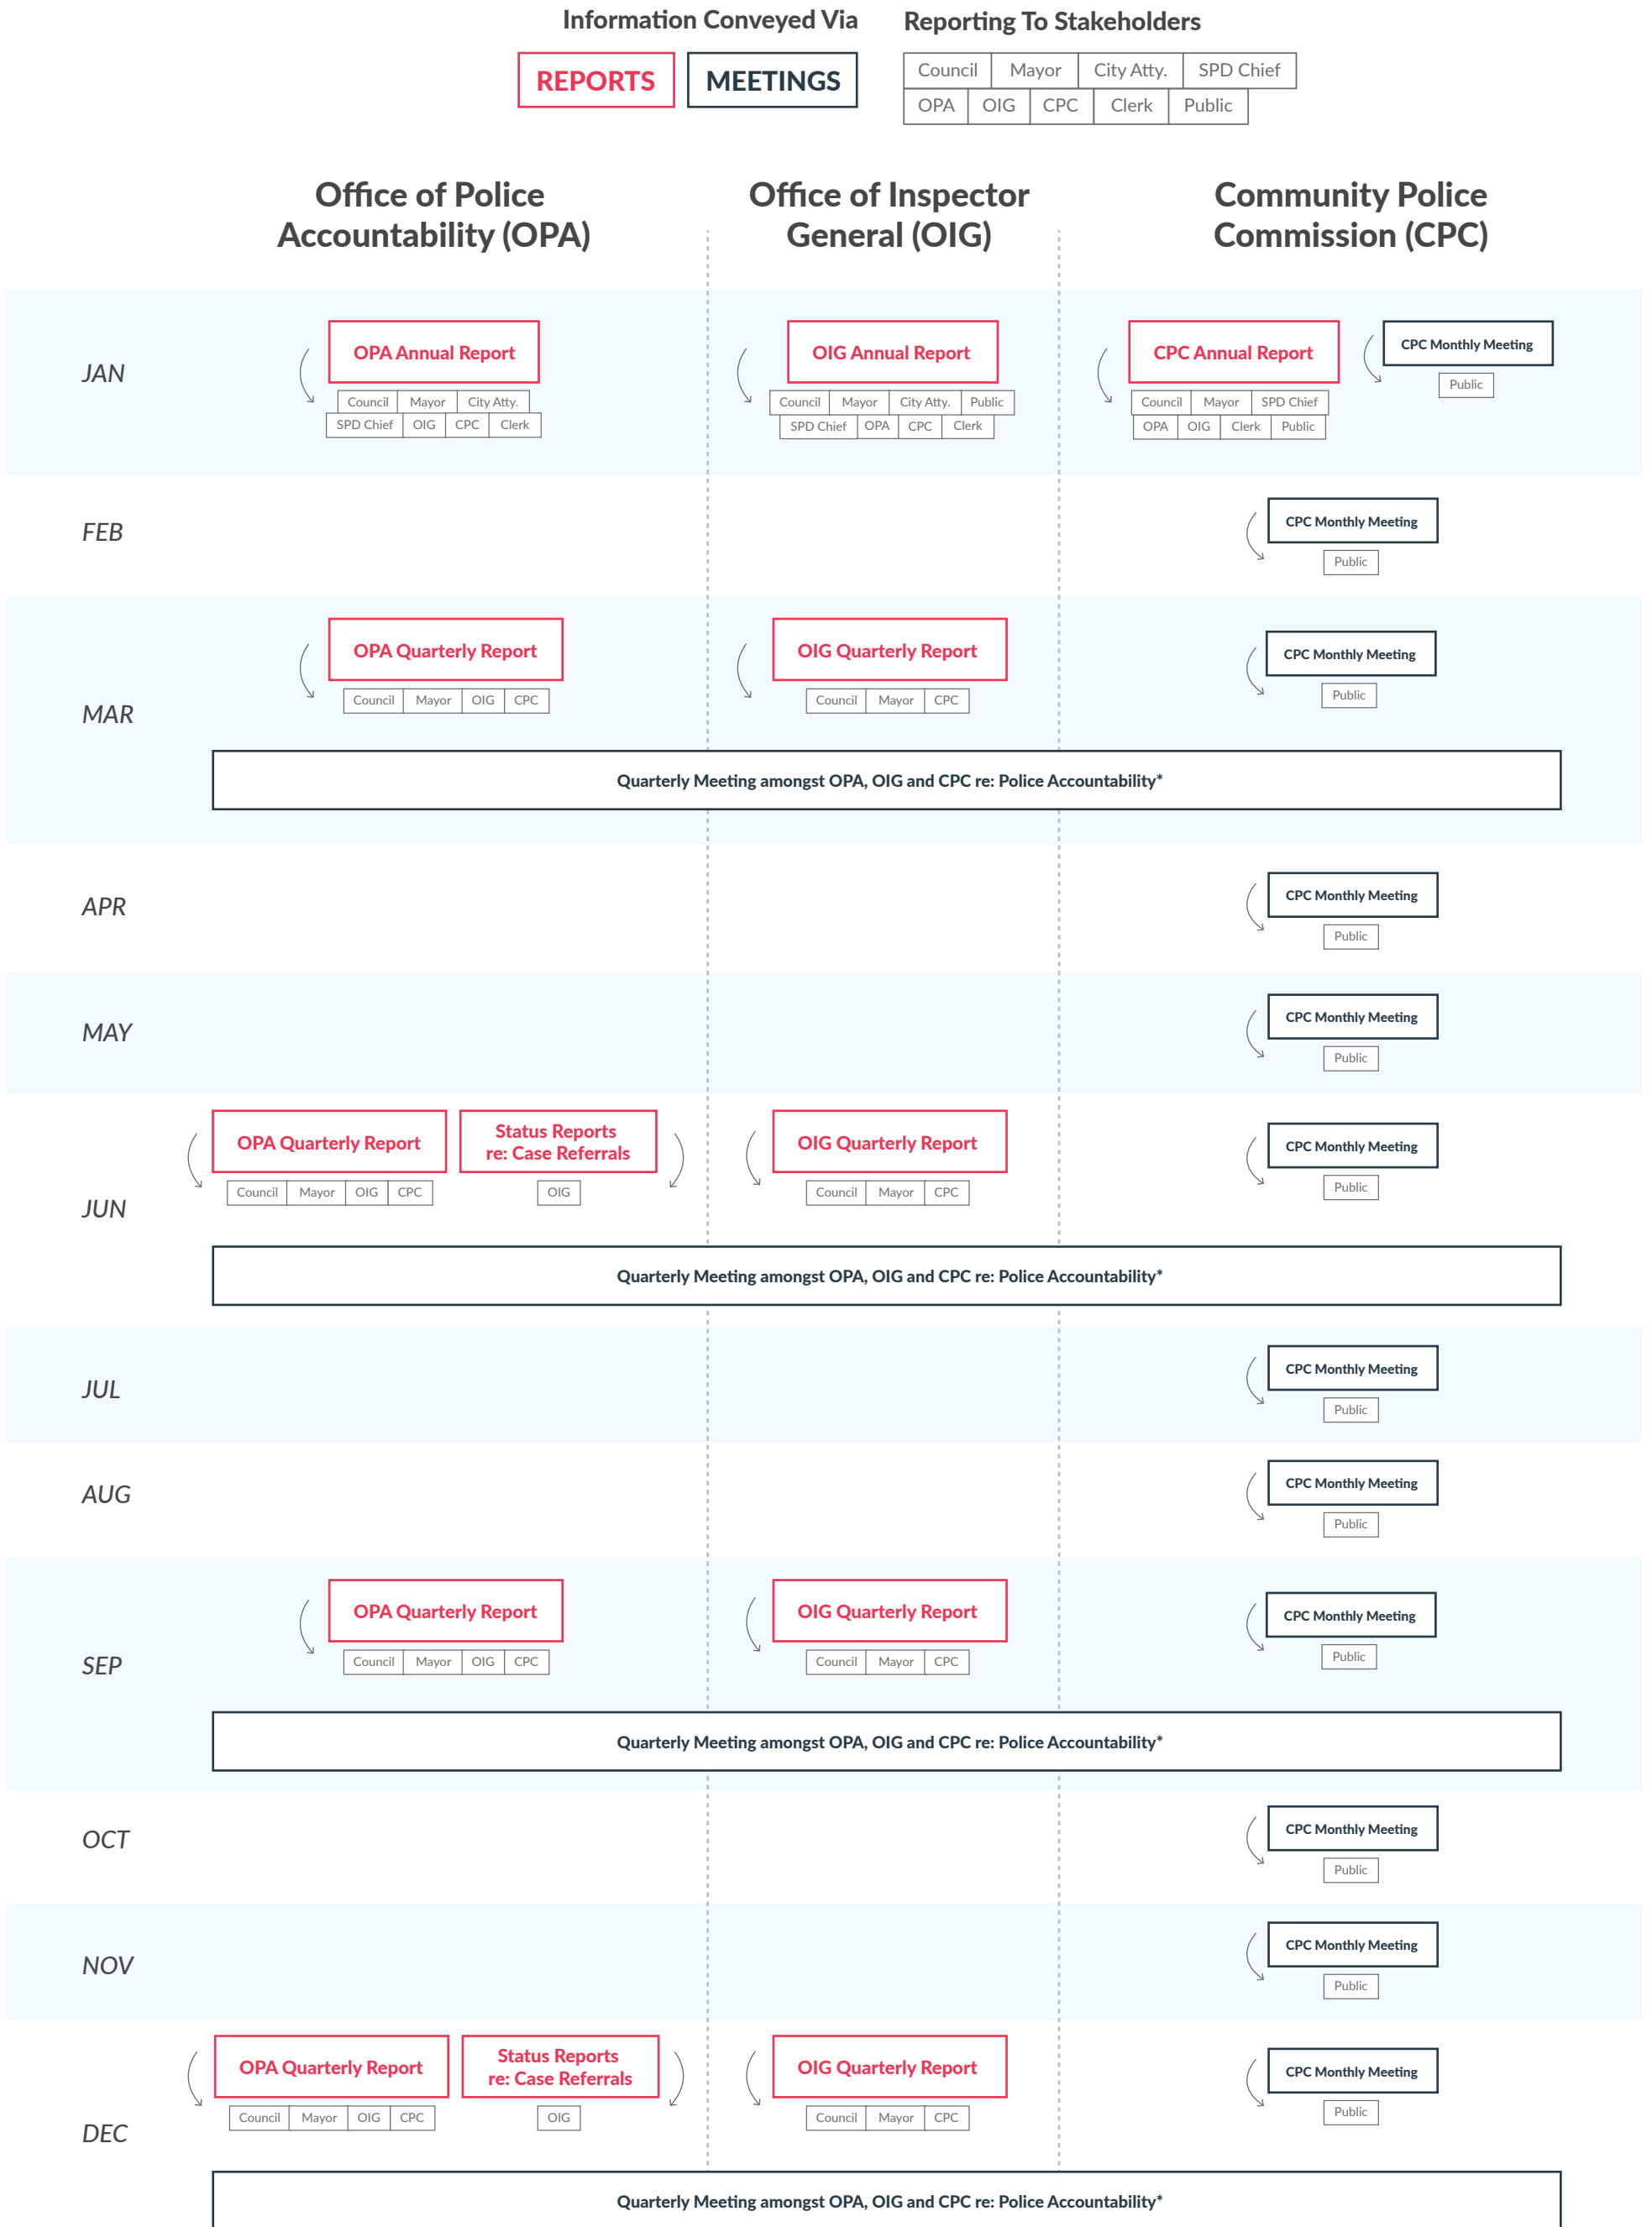 Information Conveyed Via
REPORTS MEETINGS
Reporting To Stakeholders
Council Mayor City Atty. SPD Chief
OPA OIG CPC Clerk Public
Office of Police
Accountability (OPA)
Office of Inspector
General (OIG)
Community Police
Commission (CPC)
JAN
OPA Annual Report
Council Mayor City Atty.
SPD Chief OIG CPC Clerk
OIG Annual Report
Council Mayor City Atty. Public
SPD Chief OPA CPC Clerk
CPC Annual Report
Council Mayor SPD Chief
OPA OIG Clerk Public
CPC Monthly Meeting
Public
FEB
CPC Monthly Meeting
Public
MAR
OPA Quarterly Report
Council Mayor OIG CPC
OIG Quarterly Report
Council Mayor CPC
CPC Monthly Meeting
Public
Quarterly Meeting amongst OPA, OIG and CPC re: Police Accountability*
APR
CPC Monthly Meeting
Public
MAY
CPC Monthly Meeting
Public
JUN
OPA Quarterly Report
Council Mayor OIG CPC
Status Reports
re: Case Referrals
OIG
OIG Quarterly Report
Council Mayor CPC
CPC Monthly Meeting
Public
Quarterly Meeting amongst OPA, OIG and CPC re: Police Accountability*
JUL
CPC Monthly Meeting
Public
AUG
CPC Monthly Meeting
Public
SEP
OPA Quarterly Report
Council Mayor OIG CPC
OIG Quarterly Report
Council Mayor CPC
CPC Monthly Meeting
Public
Quarterly Meeting amongst OPA, OIG and CPC re: Police Accountability*
OCT
CPC Monthly Meeting
Public
NOV
CPC Monthly Meeting
Public
DEC
OPA Quarterly Report
Council Mayor OIG CPC
Status Reports
re: Case Referrals
OIG
OIG Quarterly Report
Council Mayor CPC
CPC Monthly Meeting
Public
Quarterly Meeting amongst OPA, OIG and CPC re: Police Accountability*